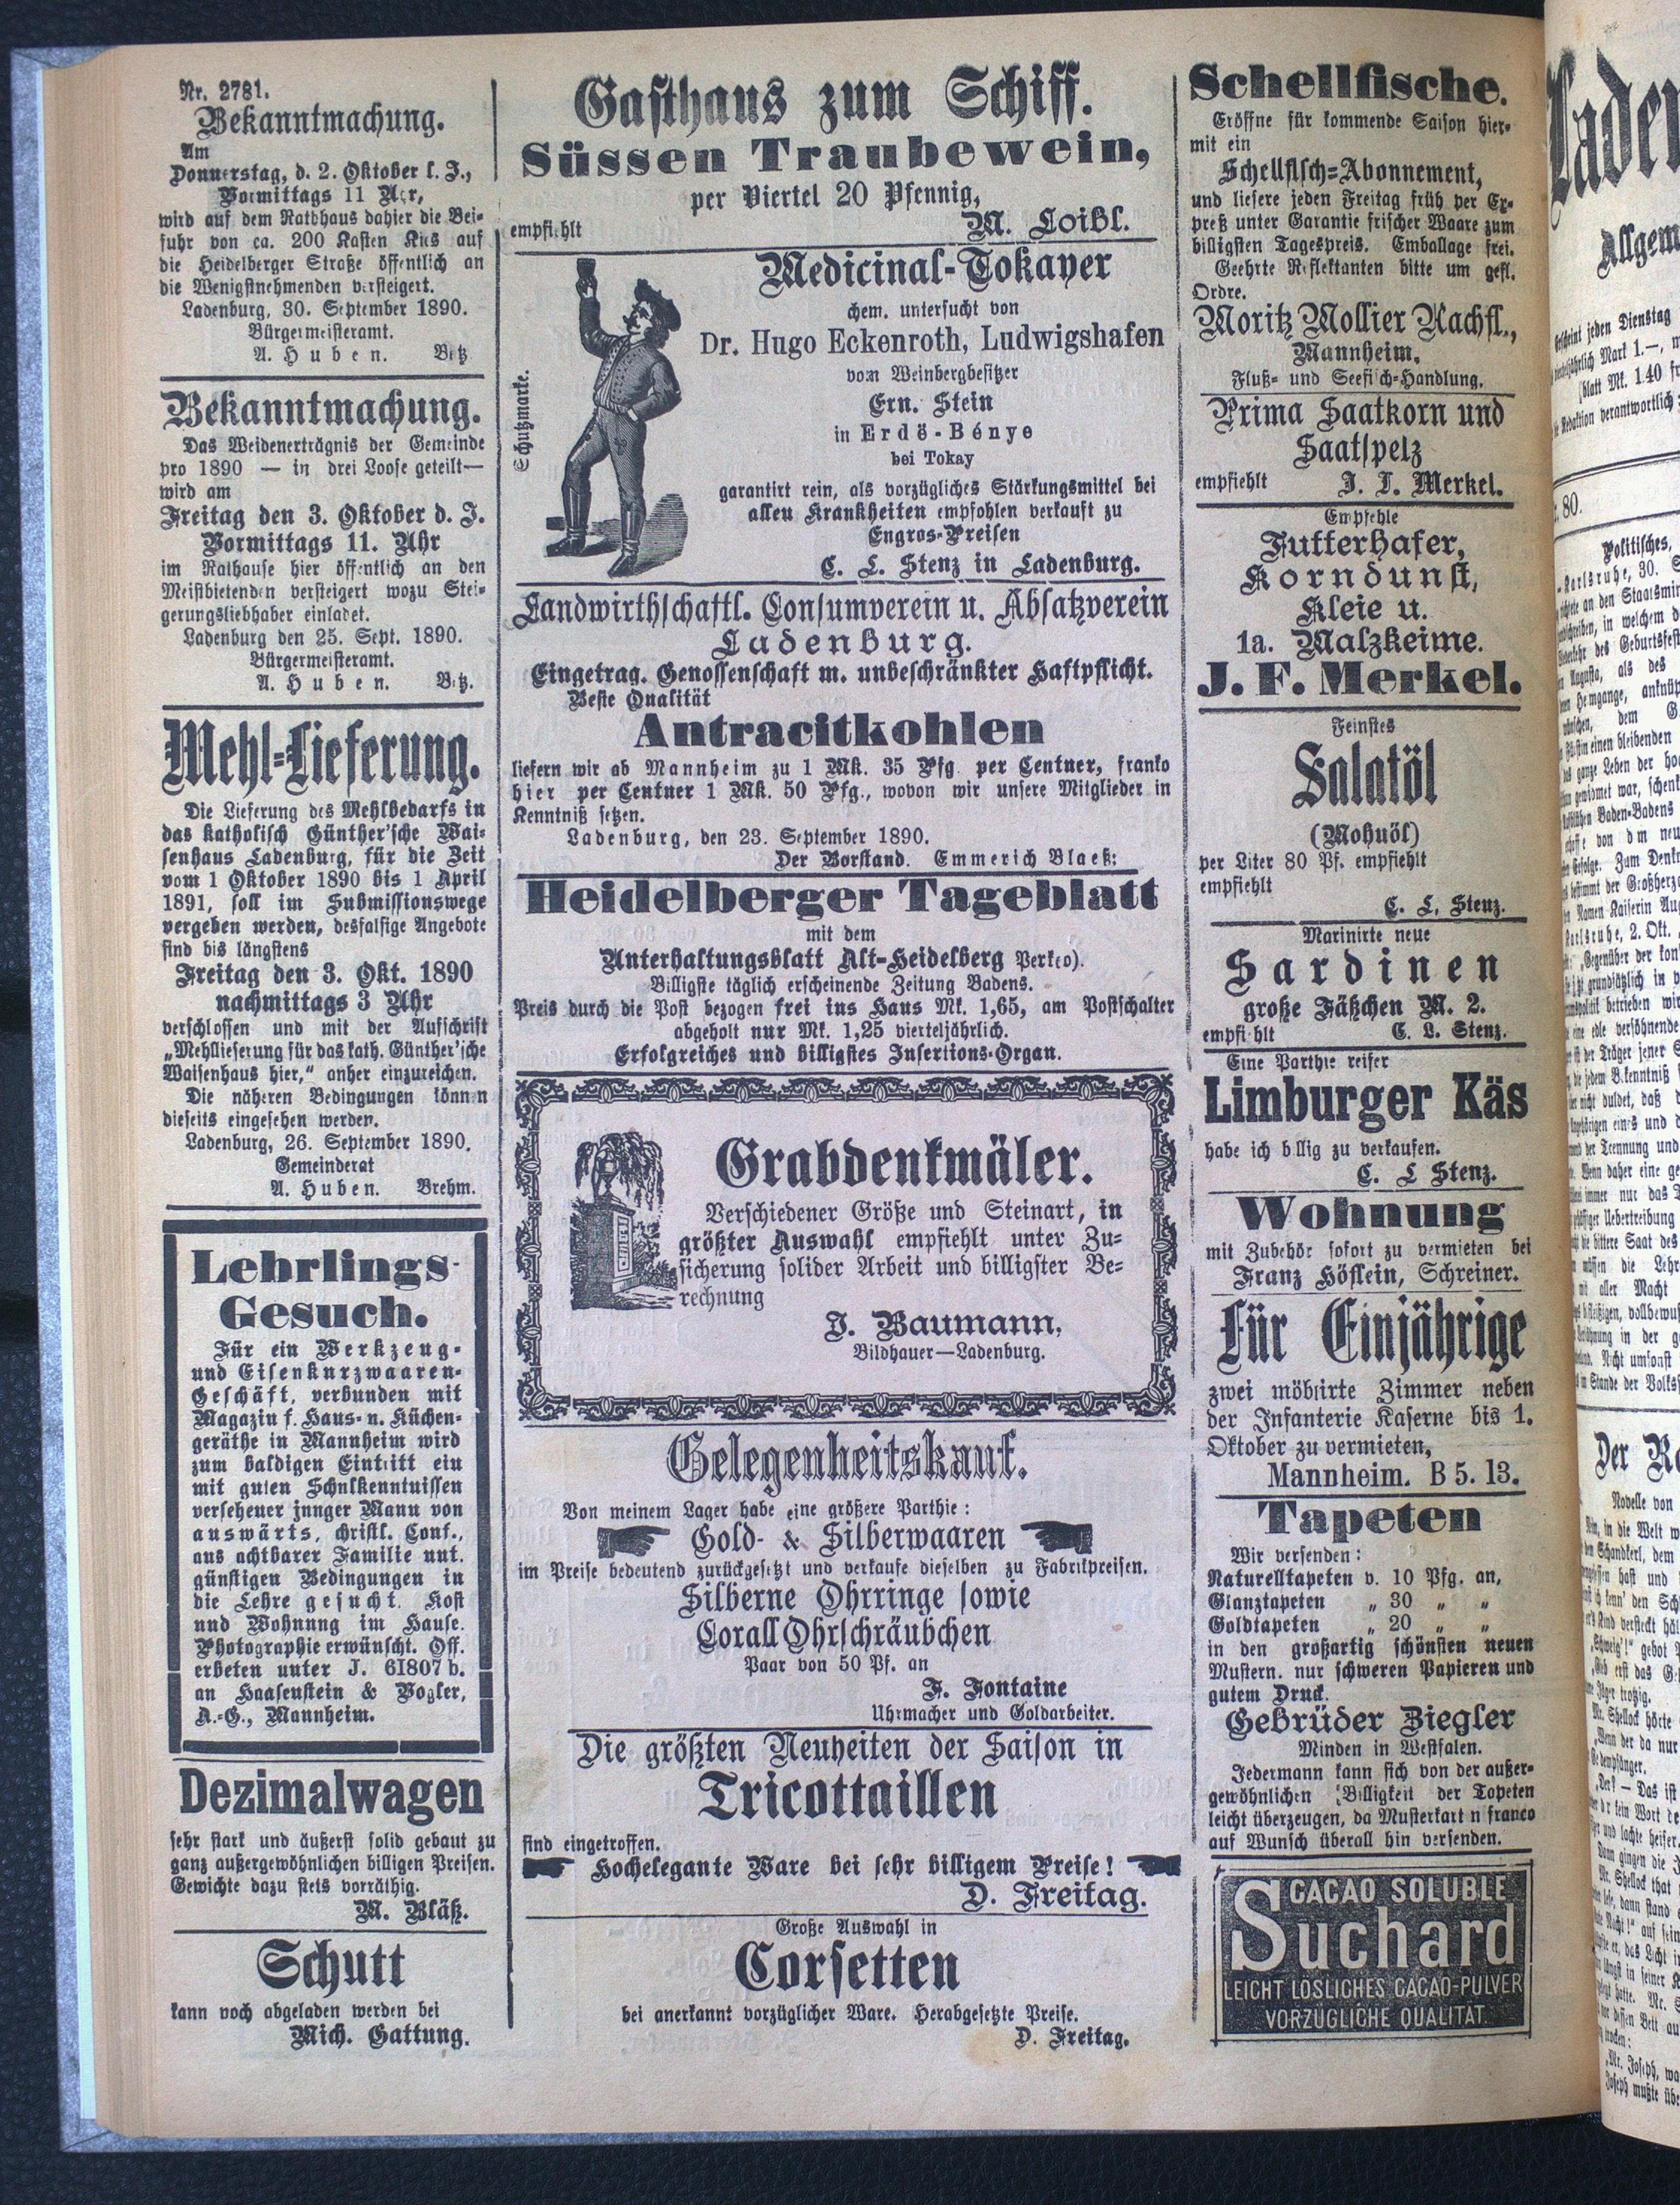 Nr. 2781.
Bekanntmachung.
Am
Donnerstag, d. 2. Oktober l. J.,
Vormittags 11 Uhr,
wird auf dem Rathhaus dahier die Bei-
fuhr von ca. 200 Kasten Kies auf
die Heidelberger Straße öffentlich an
die Wenigstnehmenden versteigert.
Ladenburg, 30. September 1890.
Bürgermeisteramt.
A. Huben. Betz
Bekanntmachung.
Das Weidenerträgnis der Gemeinde
pro 1890 — in drei Loose geteilt—
wird am
Freitag den 3. Oktober d. J.
Vormittags 11. Uhr
im Rathause hier öffentlich an den
Meistbietenden versteigert wozu Stei-
gerungsliebhaber einladet.
Ladenburg den 25. Sept. 1890.
Bürgermeisteramt.
A. Huben. Betz.
Mehl-Lieferung.
Die Lieferung des Mehlbedarfs in
das katholisch Günther'sche Wai-
senhaus Ladenburg, für die Zeit
vom 1 Oktober 1890 bis 1 April
1891, soll im Submissionswege
vergeben werden, desfalsige Angebote
sind bis längstens
Freitag den 3. Okt. 1890
nachmittags 3 Uhr
verschlossen und mit der Aufschrift
„Mehllieferung für das kath. Günther'sche
Waisenhaus hier,“ anher einzureichen.
Die näheren Bedingungen können
dieseits eingesehen werden.
Ladenburg, 26. September 1890.
Gemeinderat
A. Huben. Brehm.
Lehrlings-
Gesuch.
Für ein Werkzeug-
und Eisenkurzwaaren-
Geschäft, verbunden mit
Magazin f. Haus- u. Küchen-
geräthe in Mannheim wird
zum baldigen Eintritt ein
mit guten Schulkenntnissen
versehener junger Mann von
auswärts, christl. Conf.,
aus achtbarer Familie unt.
günstigen Bedingungen in
die Lehre gesucht. Kost
und Wohnung im Hause.
Photographie erwünscht. Off.
erbeten unter J. 61807b.
an Haasenstein & Vogler,
A.-G., Mannheim.
Dezimalwagen
sehr stark und äußerst solid gebaut zu
ganz außergewöhnlichen billigen Preisen.
Gewichte dazu stets vorräthig.
M. Bläß.
Schutt
kann noch abgeladen werden bei
Mich. Gattung.
Gasthaus zum Schiff.
Süssen Traubewein,
per Viertel 20 Pfennig,
empfiehlt M. Loibl.
Schutzmarke.
Medicinal-Tokayer
chem. untersucht von
Dr. Hugo Eckenroth, Ludwigshafen
vom Weinbergbesitzer
Ern. Stein
in Erdö-Bénye
bei Tokay
garantirt rein, als vorzügliches Stärkungsmittel bei
allen Krankheiten empfohlen verkauft zu
Engros-Preisen
C. L. Stenz in Ladenburg.
Landwirthschaftl. Consumverein u. Absatzverein
Ladenburg.
Eingetrag. Genossenschaft m. unbeschränkter Haftpflicht.
Beste Qualität
Antracitkohlen
liefern wir ab Mannheim zu 1 Mk. 35 Pfg. per Centner, franko
hier per Centner 1 Mk. 50 Pfg., wovon wir unsere Mitglieder in
Kenntniß setzen.
Ladenburg, den 23. September 1890.
Der Vorstand. Emmerich Blaeß:
Heidelberger Tageblatt
mit dem
Unterhaltungsblatt Alt-Heidelberg Perkeo).
Billigste täglich erscheinende Zeitung Badens.
Preis durch die Post bezogen frei ins Haus Mk. 1,65, am Postschalter
abgeholt nur Mk. 1,25 vierteljährlich.
Erfolgreiches und billigstes Insertions-Organ.
Grabdenkmäler.
Verschiedener Größe und Steinart, in
größter Auswahl empfiehlt unter Zu-
sicherung solider Arbeit und billigster Be-
rechnung
J. Baumann,
Bildhauer—Ladenburg.
Gelegenheitskauf.
Von meinem Lager habe eine größere Parthie:
Gold- & Silberwaaren
im Preise bedeutend zurückgesetzt und verkaufe dieselben zu Fabrikpreisen.
Silberne Ohrringe sowie
Corall Ohrschräubchen
Paar von 50 Pf. an
F. Fontaine
Uhrmacher und Goldarbeiter.
Die größten Neuheiten der Saison in
Tricottaillen
sind eingetroffen.
Hochelegante Ware bei sehr billigem Preise!
D. Freitag.
Große Auswahl in
Corsetten
bei anerkannt vorzüglicher Ware. Herabgesetzte Preise.
D. Freitag.
Schellfische.
Eröffne für kommende Saison hier-
mit ein
Schellfisch-Abonnement,
und liefere jeden Freitag früh per Ex-
preß unter Garantie frischer Waare zum
billigsten Tagespreis. Emballage frei.
Geehrte Reflektanten bitte um gefl.
Ordre.
Moritz Mollier Nachfl.,
Mannheim,
Fluß- und Seefisch-Handlung.
Prima Saatkorn und
Saatspelz
empfiehlt J. F. Merkel.
Empfehle
Futterhafer,
Korndunst,
Kleie u.
1a. Malzkeime.
J. F. Merkel.
Feinstes
Salatöl
(Mohnöl)
per Liter 80 Pf. empfiehlt
empfiehlt
C. L. Stenz.
Marinirte neue
Sardinen
große Fäßchen M. 2.
empfiehlt C. L. Stenz.
Eine Parthie reifer
Limburger Käs
habe ich billig zu verkaufen.
C. L Stenz.
Wohnung
mit Zubehör sofort zu vermieten bei
Franz Höflein, Schreiner.
Für Einjährige
zwei möblirte Zimmer neben
der Infanterie Kaserne bis 1.
Oktober zu vermieten,
Mannheim. B 5. 13.
Tapeten
Wir versenden:
Naturelltapeten v. 10 Pfg. an,
Glanztapeten „ 30 „ „
Goldtapeten „ 20 „ „
in den großartig schönsten neuen
Mustern. nur schweren Papieren und
gutem Druck.
Gebrüder Ziegler
Minden in Westfalen.
Jedermann kann sich von der außer-
gewöhnlichen Billigkeit der Tapeten
leicht überzeugen, da Musterkarten franco
auf Wunsch überall hin versenden.
CACAO SOLUBLE
Suchard
LEICHT LÖSLICHES CACAO-PULVER
VORZÜGLICHE QUALITÄT.